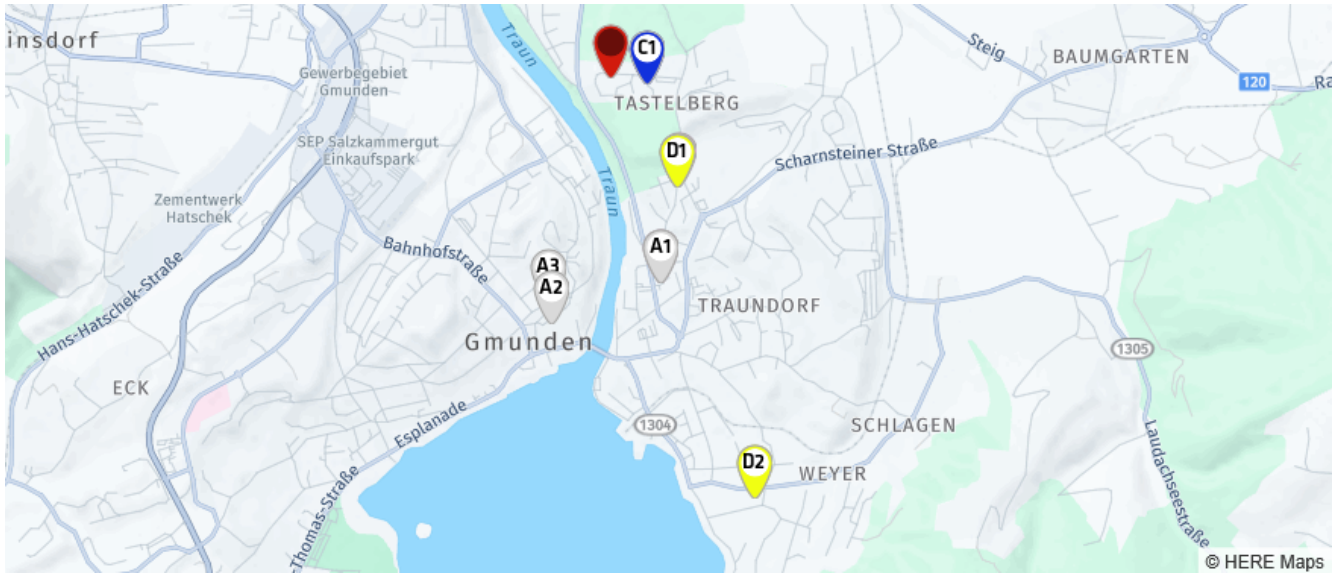 insdorf
Traun
C1
Steig
BAUMGARTEN
Gewerbegebiet
Gmunden
120
Ra
TASTELBERG
SEP Salzkammergut
Einkaufspark
D1
Scharnsteiner Straße
Zementwerk
Hatschek
Traun
Bahnhofstraße
A1
A3
A2
TRAUNDORF
Hans-Hatschek-Straße
Gmunden
1305
ECK
Esplanade
1304
SCHLAGEN
D2
WEYER
Laudachseestraße
-Thomas-Straße
© HERE Maps